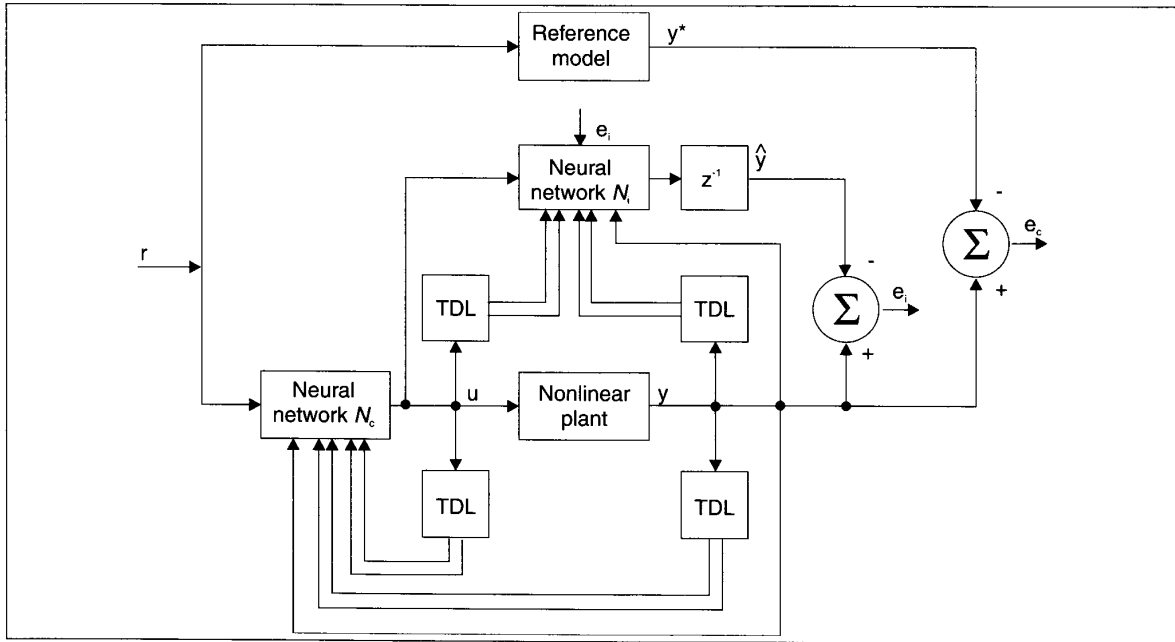 Reference
model
y*
e_i
Neural
network N_i
z⁻¹
ŷ
-
Σ
e_c
+
r
TDL
TDL
-
Σ
e_i
+
Neural
network N_c
u
Nonlinear
plant
y
TDL
TDL